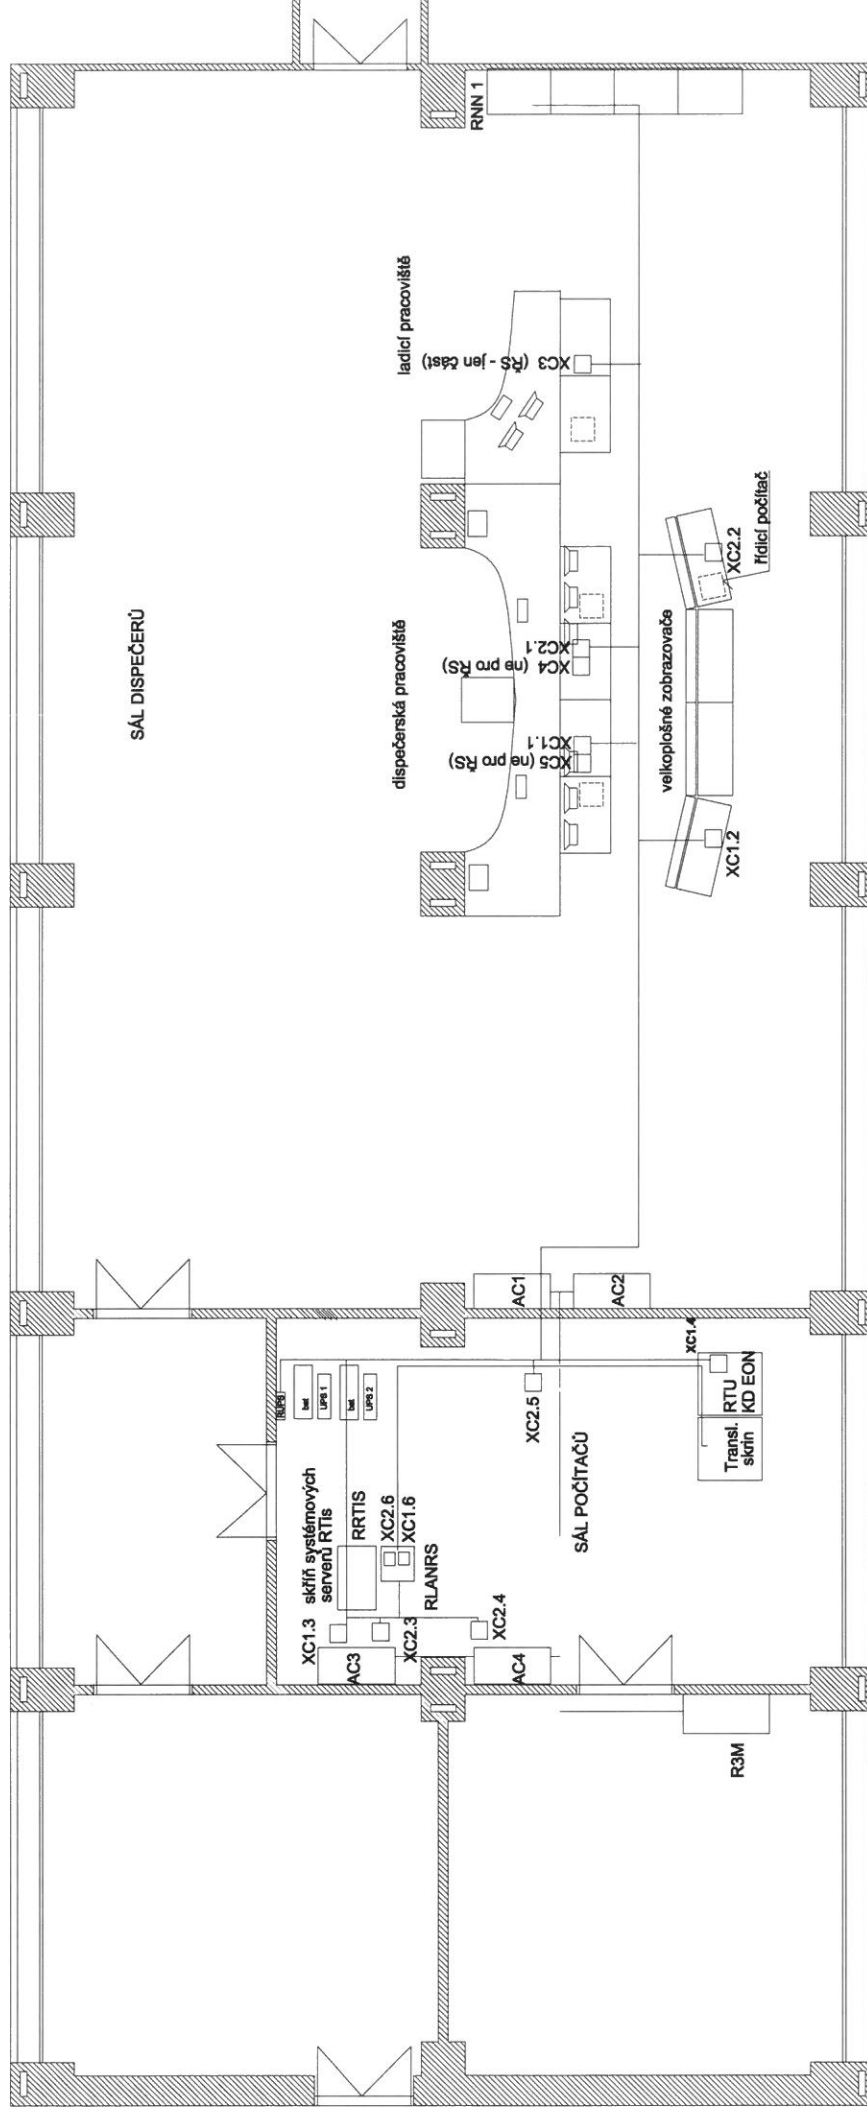 SÁL DISPEČERŮ
RNN 1
ladicí pracoviště
XC3 (ŘS - jen část)
dispečerská pracoviště
XC2.1
XC4 (ne pro ŘS)
XC1.1
XC5 (ne pro ŘS)
velkoplošné zobrazovače
XC2.2
řídicí počítač
XC1.2
AC1
AC2
RUPS
bat
UPS 1
bat
UPS 2
XC2.5
XC1.4
RTU
KD EON
Transl.
skrin
SÁL POČÍTAČŮ
skříň systémových
serverů RTis
RRTIS
XC2.6
XC1.6
RLANRS
XC1.3
XC2.3
XC2.4
AC3
AC4
R3M